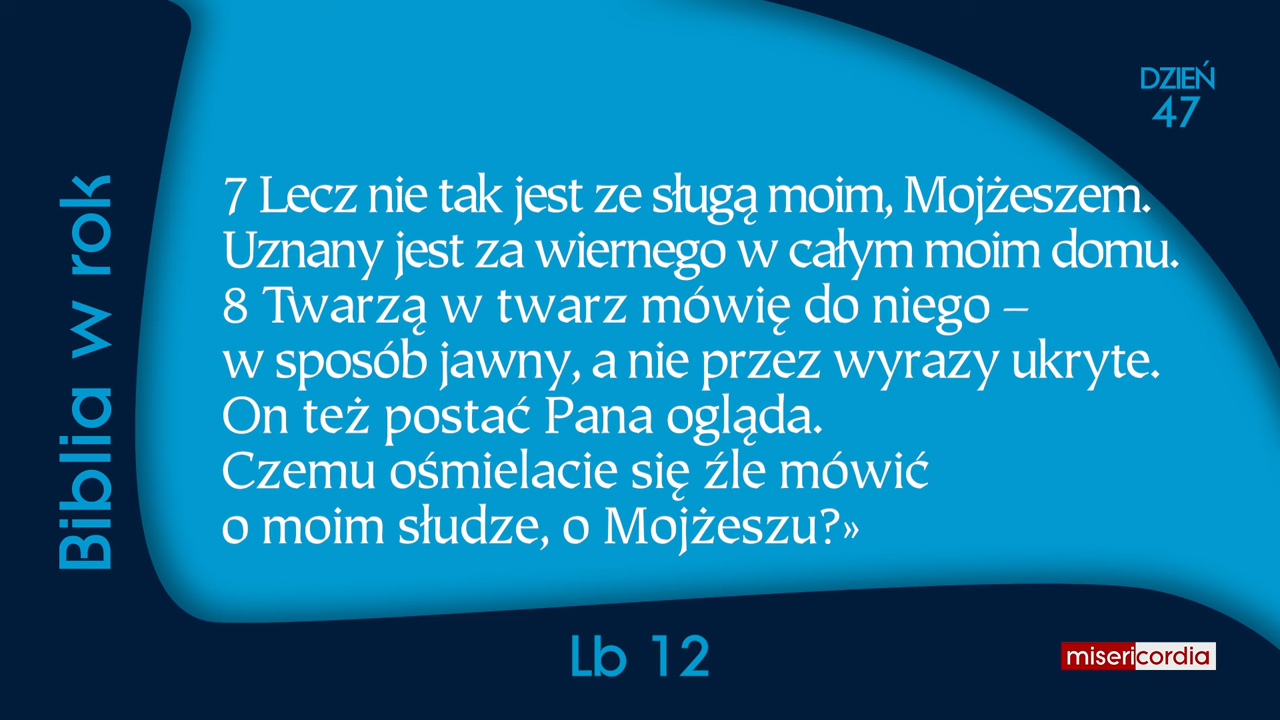 DZIEŃ
47
Biblia w rok
7 Lecz nie tak jest ze sługą moim, Mojżeszem.
Uznany jest za wiernego w całym moim domu.
8 Twarzą w twarz mówię do niego –
w sposób jawny, a nie przez wyrazy ukryte.
On też postać Pana ogląda.
Czemu ośmielacie się źle mówić
o moim słudze, o Mojżeszu?»
Lb 12
misericordia